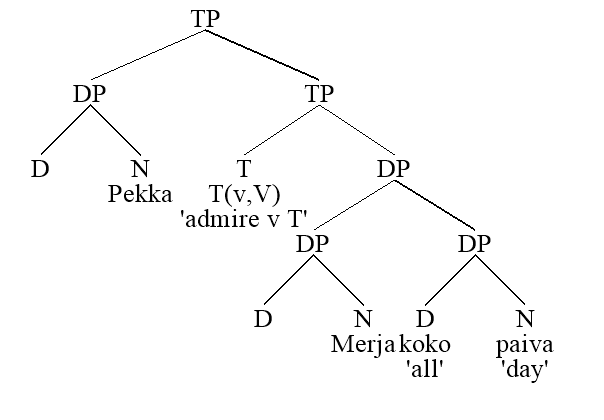 TP
DP TP
D N T DP
Pekka T(v,V)
'admire v T'
DP DP
D N D N
Merja koko paiva
'all' 'day'